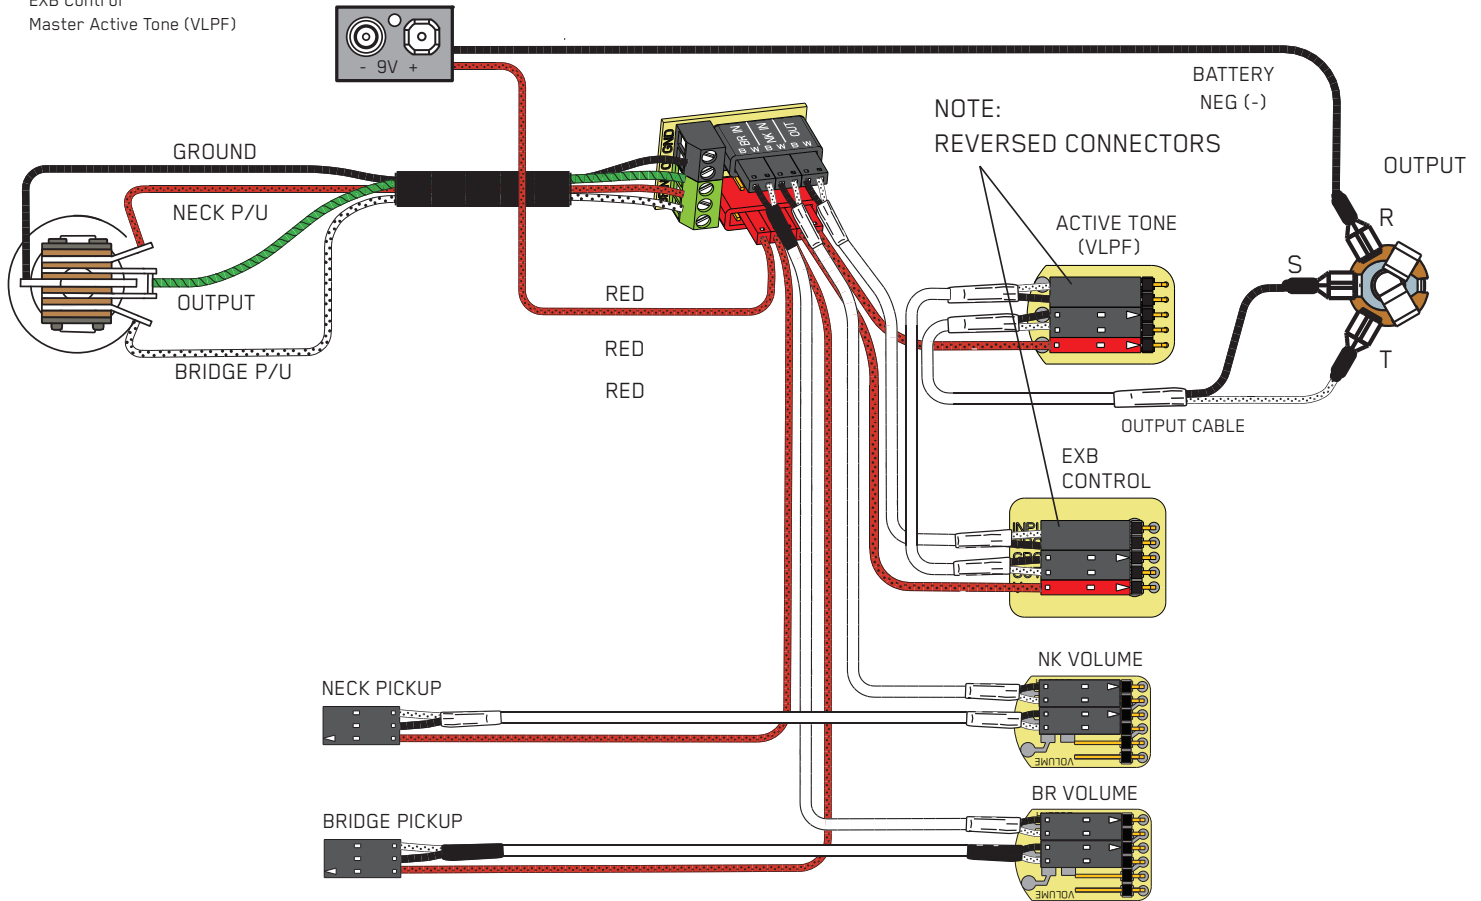 EXB Control
Master Active Tone (VLPF)
- 9V +
BATTERY
NEG (-)
NOTE:
REVERSED CONNECTORS
OUTPUT
GROUND
NECK P/U
OUTPUT
BRIDGE P/U
GND
BR IN
NK IN
OUT
B W B W B W
RED
RED
RED
ACTIVE TONE
(VLPF)
R
S
T
OUTPUT CABLE
EXB
CONTROL
NK VOLUME
NECK PICKUP
VOLUME
BR VOLUME
BRIDGE PICKUP
VOLUME